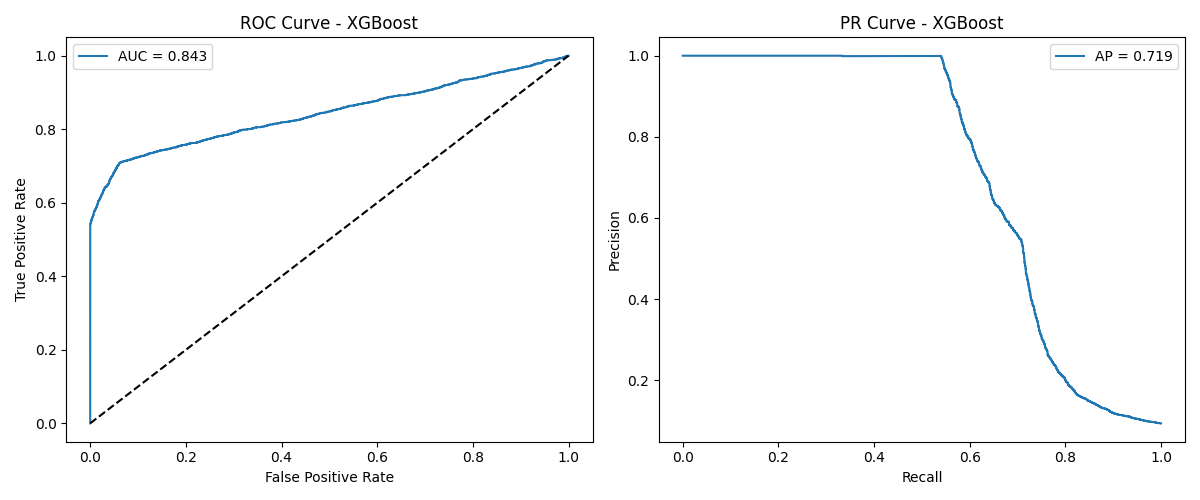 ROC Curve - XGBoost
AUC = 0.843
1.0
0.8
0.6
0.4
0.2
0.0
True Positive Rate
0.0 0.2 0.4 0.6 0.8 1.0
False Positive Rate
PR Curve - XGBoost
AP = 0.719
1.0
0.8
0.6
0.4
0.2
Precision
0.0 0.2 0.4 0.6 0.8 1.0
Recall